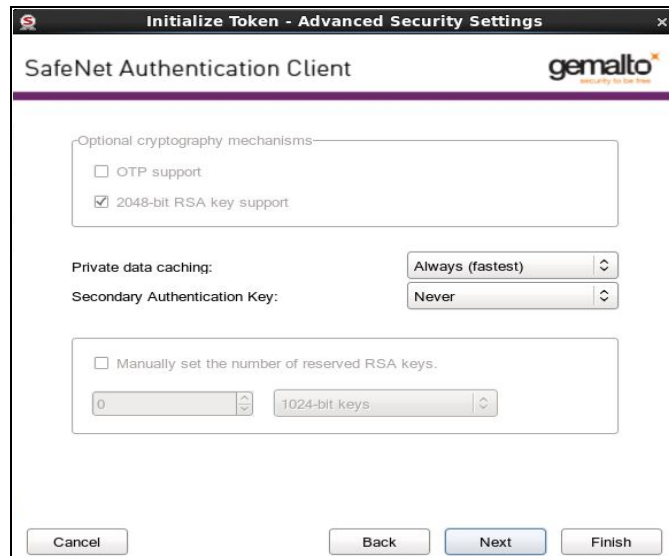 Initialize Token - Advanced Security Settings
SafeNet Authentication Client
gemalto
security to be free
Optional cryptography mechanisms
OTP support
2048-bit RSA key support
Private data caching: Always (fastest)
Secondary Authentication Key: Never
Manually set the number of reserved RSA keys.
0 1024-bit keys
Cancel Back Next Finish